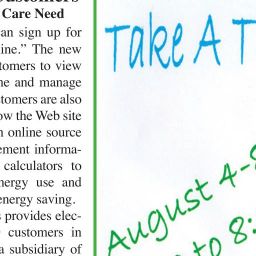 Care Need
an sign up for
ine.” The new
tomers to view
ne and manage
stomers are also
ow the Web site
n online source
ement informa-
calculators to
nergy use and
energy saving.
s provides elec-
customers in
a subsidiary of
Take A T
August 4-8
to 8: